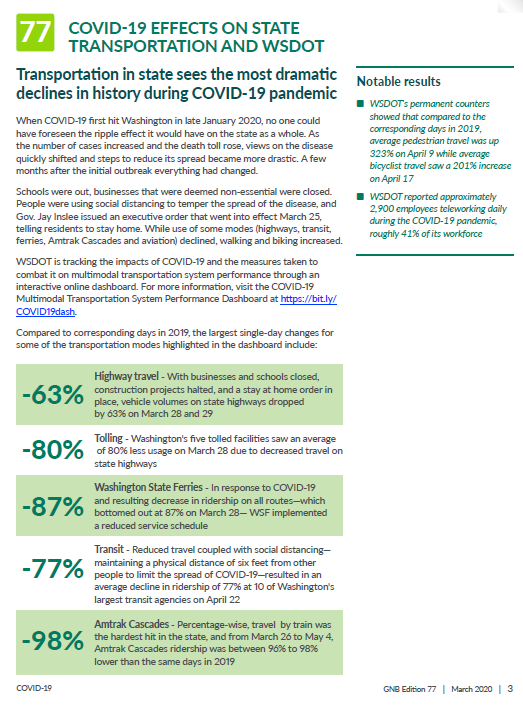 77
COVID-19 EFFECTS ON STATE
TRANSPORTATION AND WSDOT
Transportation in state sees the most dramatic
declines in history during COVID-19 pandemic
When COVID-19 first hit Washington in late January 2020, no one could
have foreseen the ripple effect it would have on the state as a whole. As
the number of cases increased and the death toll rose, views on the disease
quickly shifted and steps to reduce its spread became more drastic. A few
months after the initial outbreak everything had changed.
Schools were out, businesses that were deemed non-essential were closed.
People were using social distancing to temper the spread of the disease, and
Gov. Jay Inslee issued an executive order that went into effect March 25,
telling residents to stay home. While use of some modes (highways, transit,
ferries, Amtrak Cascades and aviation) declined, walking and biking increased.
WSDOT is tracking the impacts of COVID-19 and the measures taken to
combat it on multimodal transportation system performance through an
interactive online dashboard. For more information, visit the COVID-19
Multimodal Transportation System Performance Dashboard at https://bit.ly/
COVID19dash.
Compared to corresponding days in 2019, the largest single-day changes for
some of the transportation modes highlighted in the dashboard include:
-63%
Highway travel - With businesses and schools closed,
construction projects halted, and a stay at home order in
place, vehicle volumes on state highways dropped
by 63% on March 28 and 29
-80%
Tolling - Washington's five tolled facilities saw an average
of 80% less usage on March 28 due to decreased travel on
state highways
-87%
Washington State Ferries - In response to COVID-19
and resulting decrease in ridership on all routes—which
bottomed out at 87% on March 28— WSF implemented
a reduced service schedule
-77%
Transit - Reduced travel coupled with social distancing—
maintaining a physical distance of six feet from other
people to limit the spread of COVID-19—resulted in an
average decline in ridership of 77% at 10 of Washington's
largest transit agencies on April 22
-98%
Amtrak Cascades - Percentage-wise, travel by train was
the hardest hit in the state, and from March 26 to May 4,
Amtrak Cascades ridership was between 96% to 98%
lower than the same days in 2019
Notable results
WSDOT's permanent counters
showed that compared to the
corresponding days in 2019,
average pedestrian travel was up
323% on April 9 while average
bicyclist travel saw a 201% increase
on April 17
WSDOT reported approximately
2,900 employees teleworking daily
during the COVID-19 pandemic,
roughly 41% of its workforce
COVID-19
GNB Edition 77 | March 2020 | 3